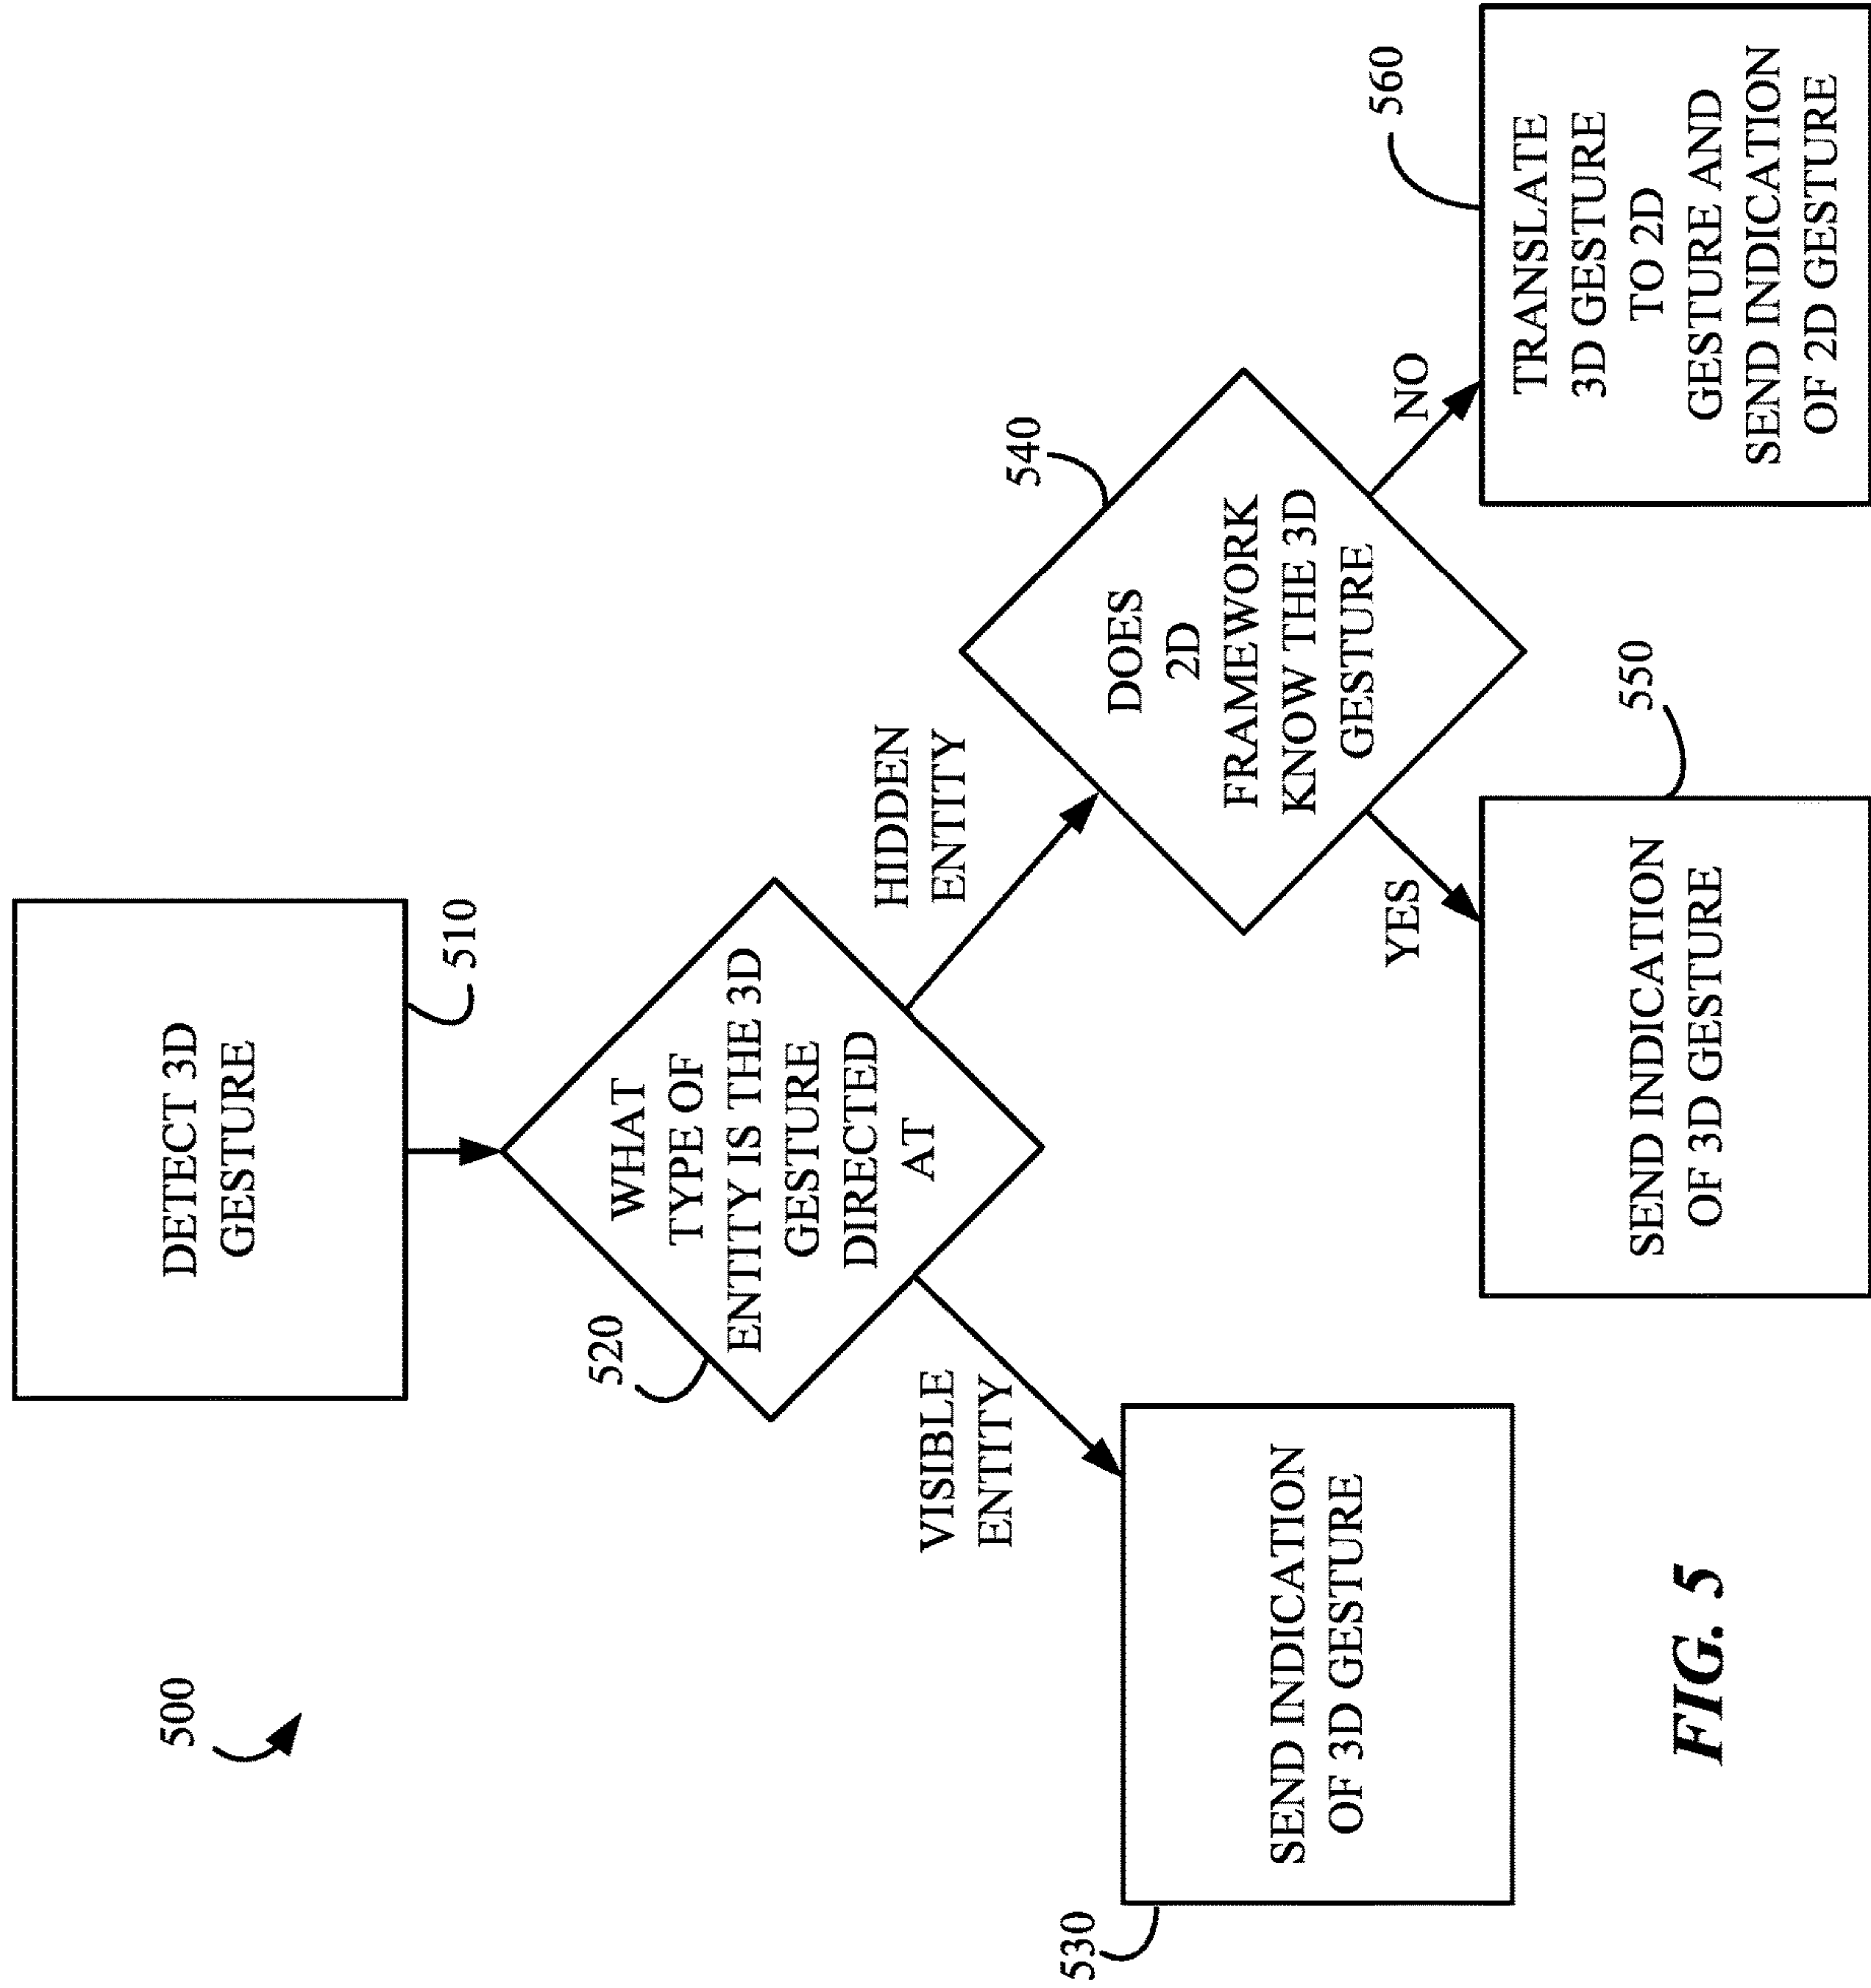 500
DETECT 3D
GESTURE
510
520
WHAT
TYPE OF
ENTITY IS THE 3D
GESTURE
DIRECTED
AT
VISIBLE
ENTITY
HIDDEN
ENTITY
530
SEND INDICATION
OF 3D GESTURE
540
DOES
2D
FRAMEWORK
KNOW THE 3D
GESTURE
YES
NO
550
SEND INDICATION
OF 3D GESTURE
560
TRANSLATE
3D GESTURE
TO 2D
GESTURE AND
SEND INDICATION
OF 2D GESTURE
FIG. 5